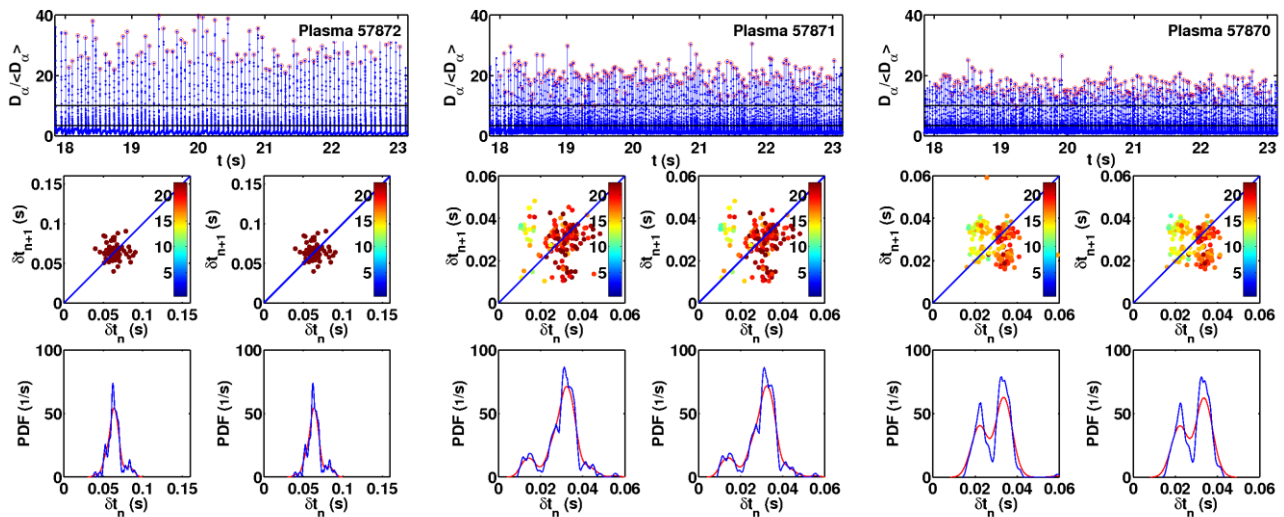 Plasma 57872
Dα/<Dα>
40
20
0
18 19 20 21 22 23
t (s)
Plasma 57871
Dα/<Dα>
40
20
0
18 19 20 21 22 23
t (s)
Plasma 57870
Dα/<Dα>
40
20
0
18 19 20 21 22 23
t (s)
δtn+1 (s)
0.15
0.1
0.05
0
20
15
10
5
0 0.05 0.1 0.15
δtn (s)
δtn+1 (s)
0.15
0.1
0.05
0
20
15
10
5
0 0.05 0.1 0.15
δtn (s)
δtn+1 (s)
0.06
0.04
0.02
0
20
15
10
5
0 0.02 0.04 0.06
δtn (s)
δtn+1 (s)
0.06
0.04
0.02
0
20
15
10
5
0 0.02 0.04 0.06
δtn (s)
δtn+1 (s)
0.06
0.04
0.02
0
20
15
10
5
0 0.02 0.04 0.06
δtn (s)
δtn+1 (s)
0.06
0.04
0.02
0
20
15
10
5
0 0.02 0.04 0.06
δtn (s)
PDF (1/s)
100
50
0
0 0.05 0.1 0.15
δtn (s)
PDF (1/s)
100
50
0
0 0.05 0.1 0.15
δtn (s)
PDF (1/s)
100
50
0
0 0.02 0.04 0.06
δtn (s)
PDF (1/s)
100
50
0
0 0.02 0.04 0.06
δtn (s)
PDF (1/s)
100
50
0
0 0.02 0.04 0.06
δtn (s)
PDF (1/s)
100
50
0
0 0.02 0.04 0.06
δtn (s)